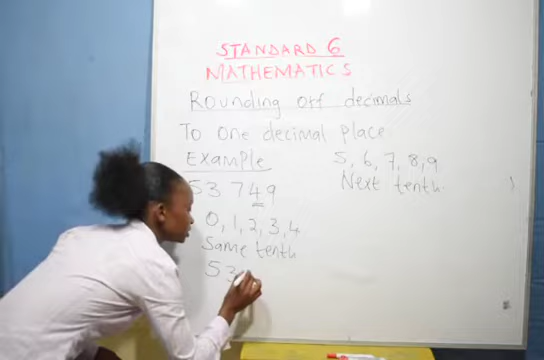 STANDARD 6
MATHEMATICS
Rounding off decimals
To one decimal place
Example
53 749
0, 1, 2, 3, 4
Same tenth
53
5, 6, 7, 8, 9
Next tenth.